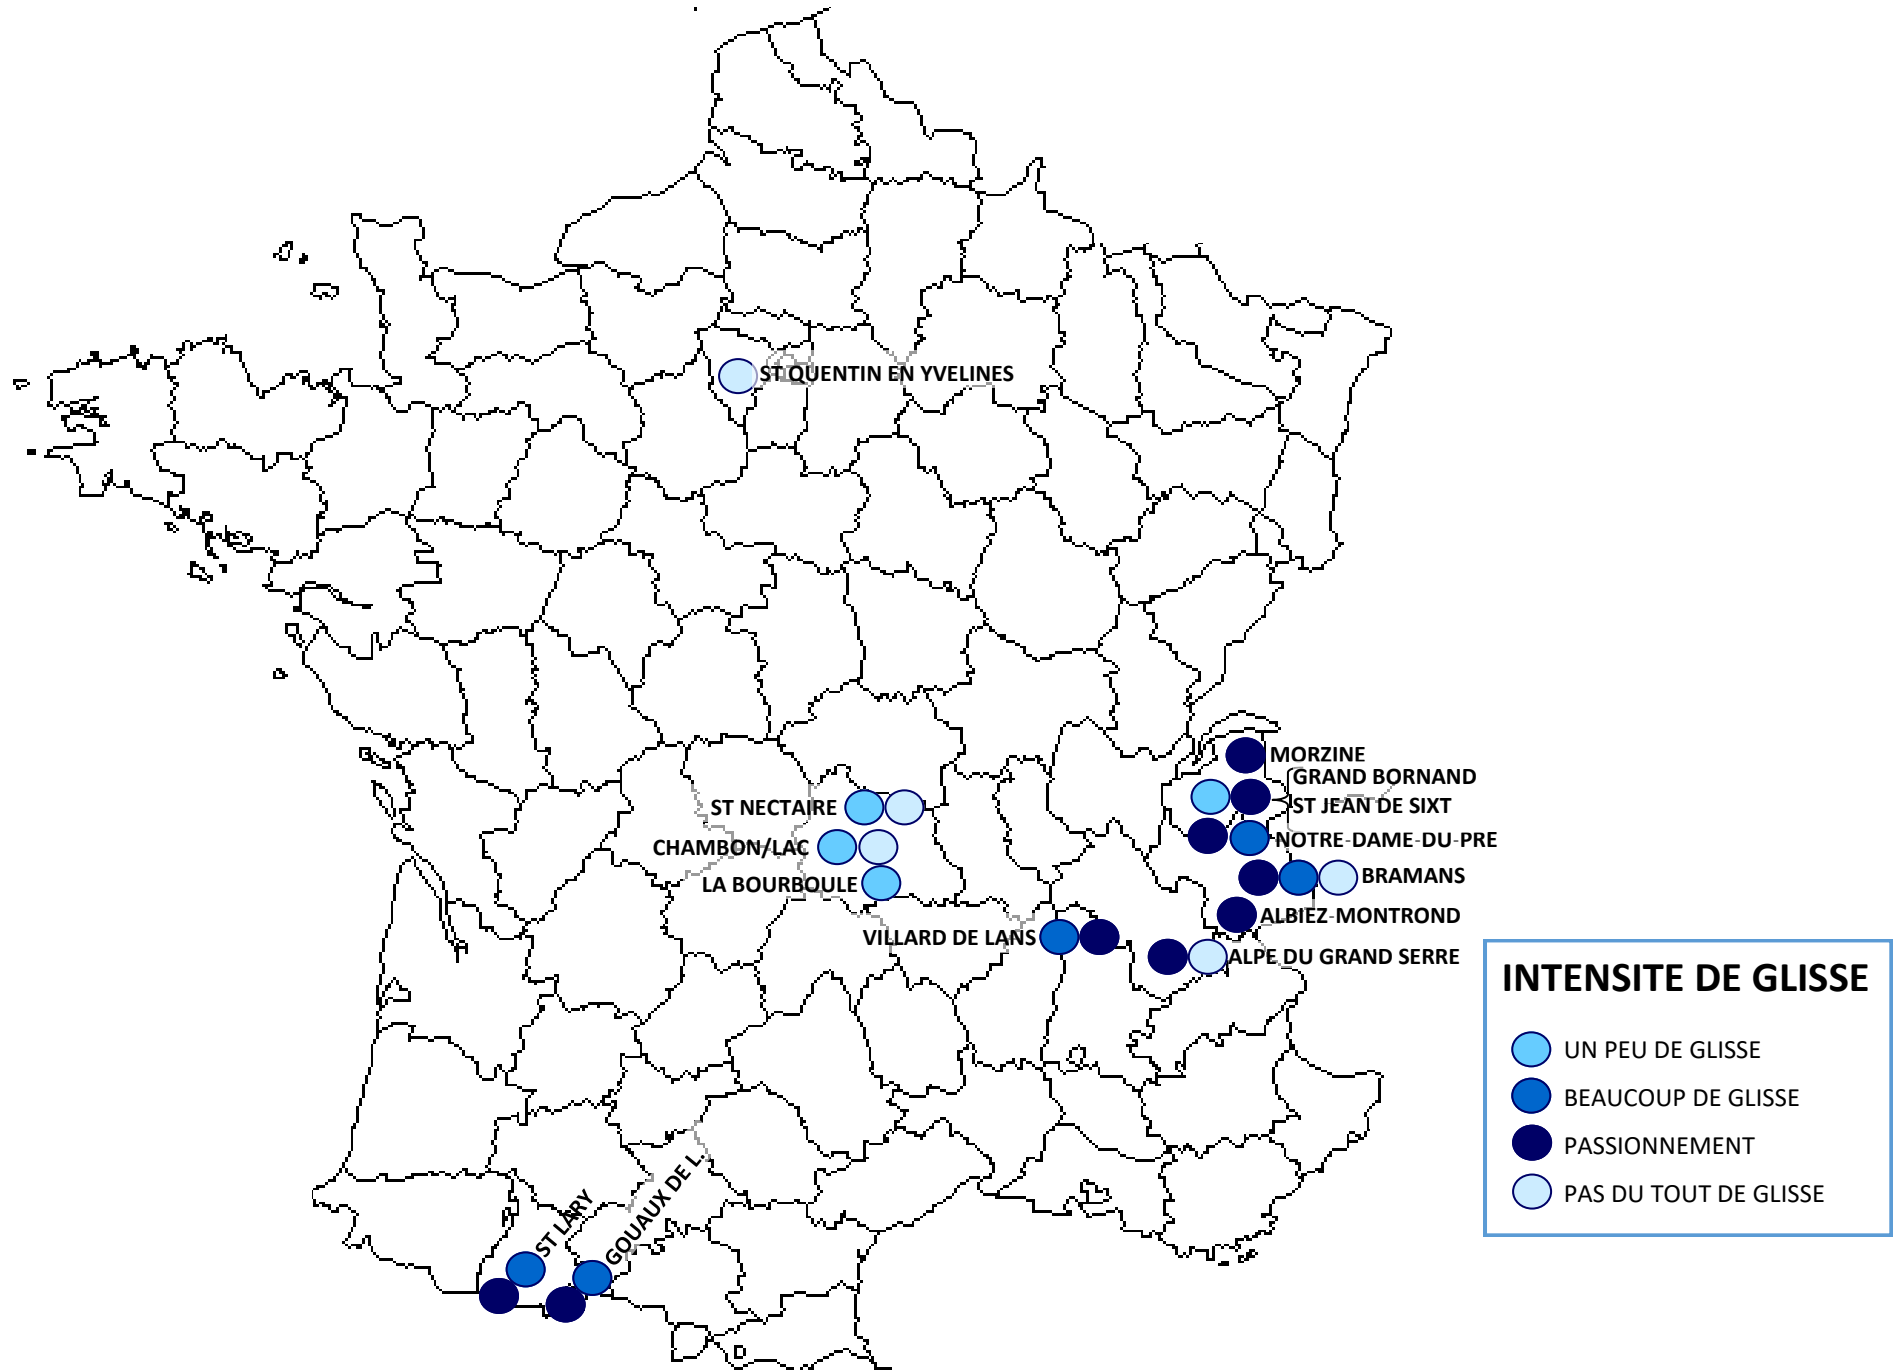 ST QUENTIN EN YVELINES
MORZINE
GRAND BORNAND
ST NECTAIRE
ST JEAN DE SIXT
CHAMBON/LAC
NOTRE-DAME-DU-PRE
LA BOURBOULE
BRAMANS
ALBIEZ-MONTROND
VILLARD DE LANS
ALPE DU GRAND SERRE
INTENSITE DE GLISSE
UN PEU DE GLISSE
BEAUCOUP DE GLISSE
PASSIONNEMENT
PAS DU TOUT DE GLISSE
ST LARY
GOUAUX DE L.